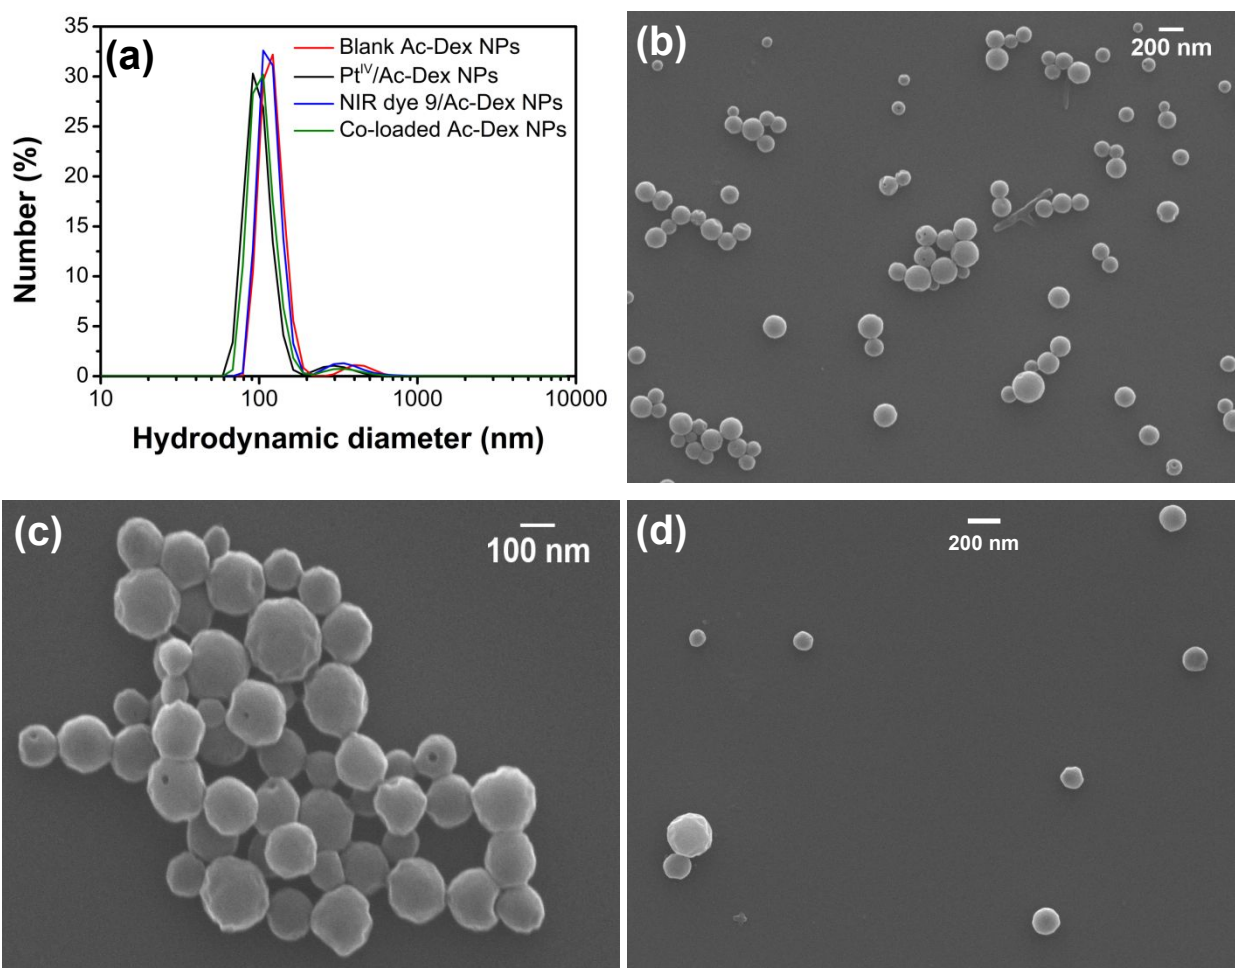 (a)
Blank Ac-Dex NPs
Pt^IV/Ac-Dex NPs
NIR dye 9/Ac-Dex NPs
Co-loaded Ac-Dex NPs
Number (%)
35
30
25
20
15
10
5
0
10 100 1000 10000
Hydrodynamic diameter (nm)
(b)
200 nm
(c)
100 nm
(d)
200 nm